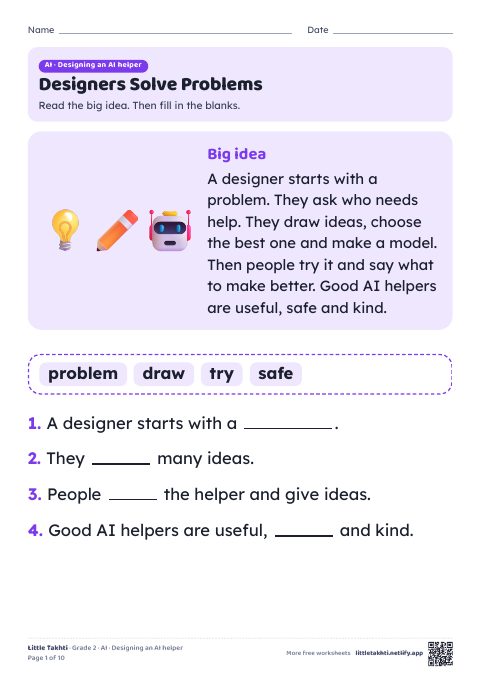 Name Date
AI · Designing an AI helper
Designers Solve Problems
Read the big idea. Then fill in the blanks.
Big idea
A designer starts with a
problem. They ask who needs
help. They draw ideas, choose
the best one and make a model.
Then people try it and say what
to make better. Good AI helpers
are useful, safe and kind.
problem draw try safe
1. A designer starts with a ________.
2. They ______ many ideas.
3. People _____ the helper and give ideas.
4. Good AI helpers are useful, ______ and kind.
Little Takhti · Grade 2 · AI · Designing an AI helper
Page 1 of 10
More free worksheets littletakhti.netlify.app